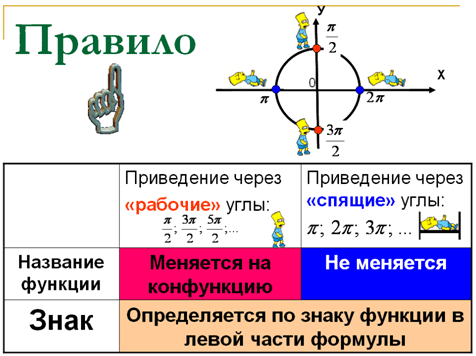 Правило
У
π/2
0
X
π
2π
3π/2
Приведение через
«рабочие» углы:
π/2; 3π/2; 5π/2;...
Приведение через
«спящие» углы:
π; 2π; 3π; ...
Название
функции
Меняется на
конфункцию
Не меняется
Знак
Определяется по знаку функции в
левой части формулы